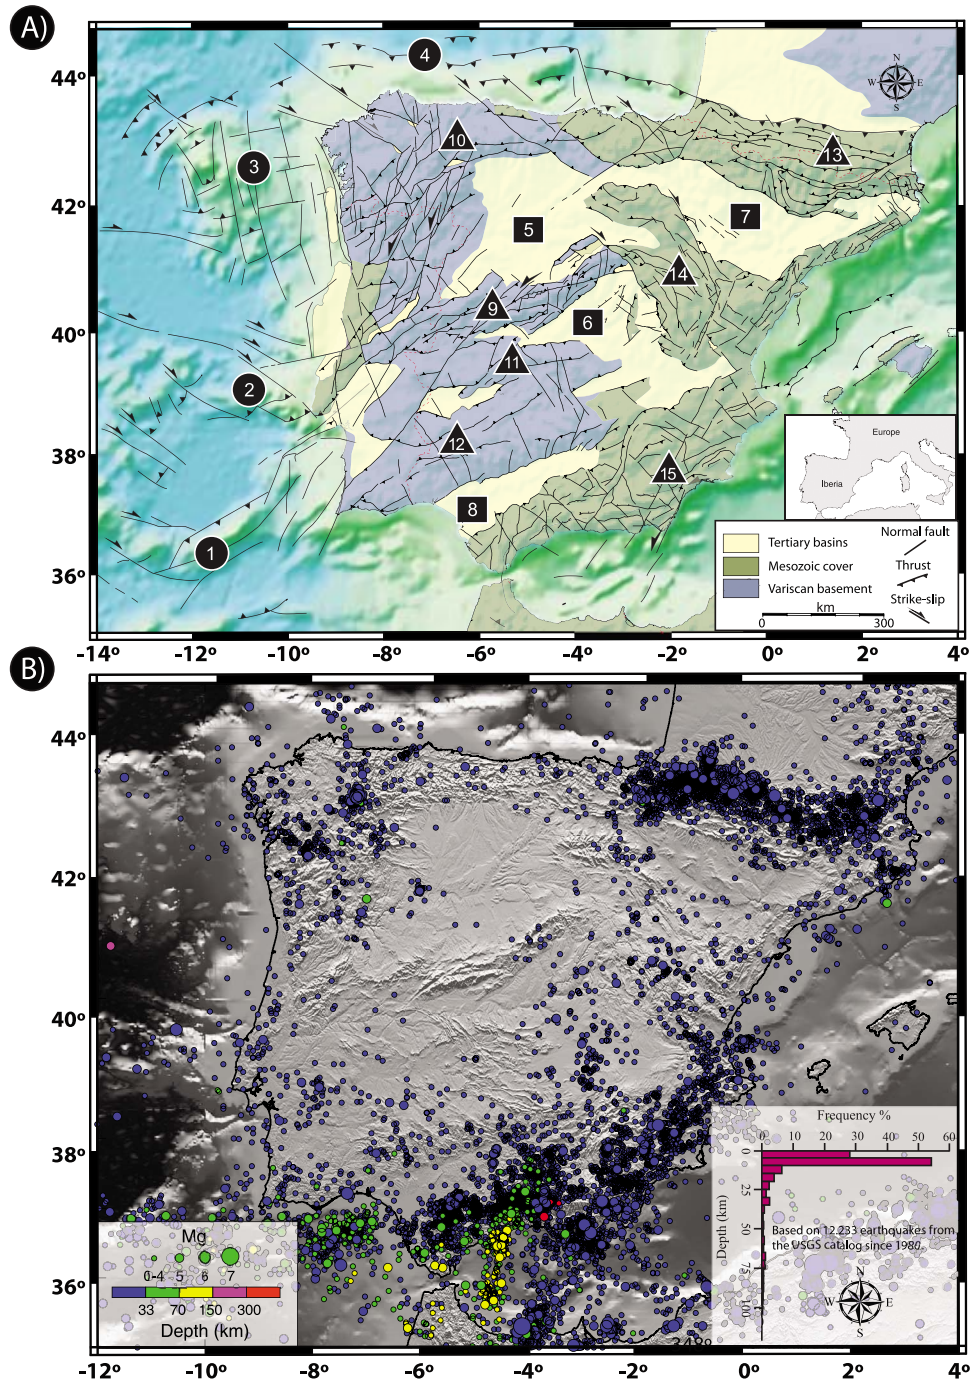 A)
44º
42º
40º
38º
36º
-14º -12º -10º -8º -6º -4º -2º 0º 2º 4º
1
2
3
4
5
6
7
8
9
10
11
12
13
14
15
N
W E
S
Europe
Iberia
Tertiary basins
Mesozoic cover
Variscan basement
km
0 300
Normal fault
Thrust
Strike-slip
B)
44º
42º
40º
38º
36º
-12º -10º -8º -6º -4º -2º 0º 2º 4º
Mg
0-4 5 6 7
33 70 150 300
Depth (km)
Frequency %
0 10 20 30 40 50 60
Depth (km)
0
25
50
75
100
Based on 12.233 earthquakes from
the USGS catalog since 1980.
N
W E
S